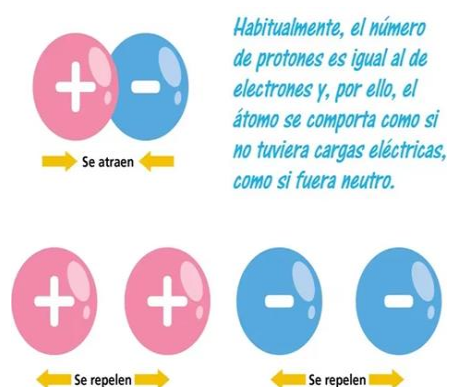 Habitualmente, el número
de protones es igual al de
electrones y, por ello, el
átomo se comporta como si
no tuviera cargas eléctricas,
como si fuera neutro.
+ -
Se atraen
+ + - -
Se repelen Se repelen